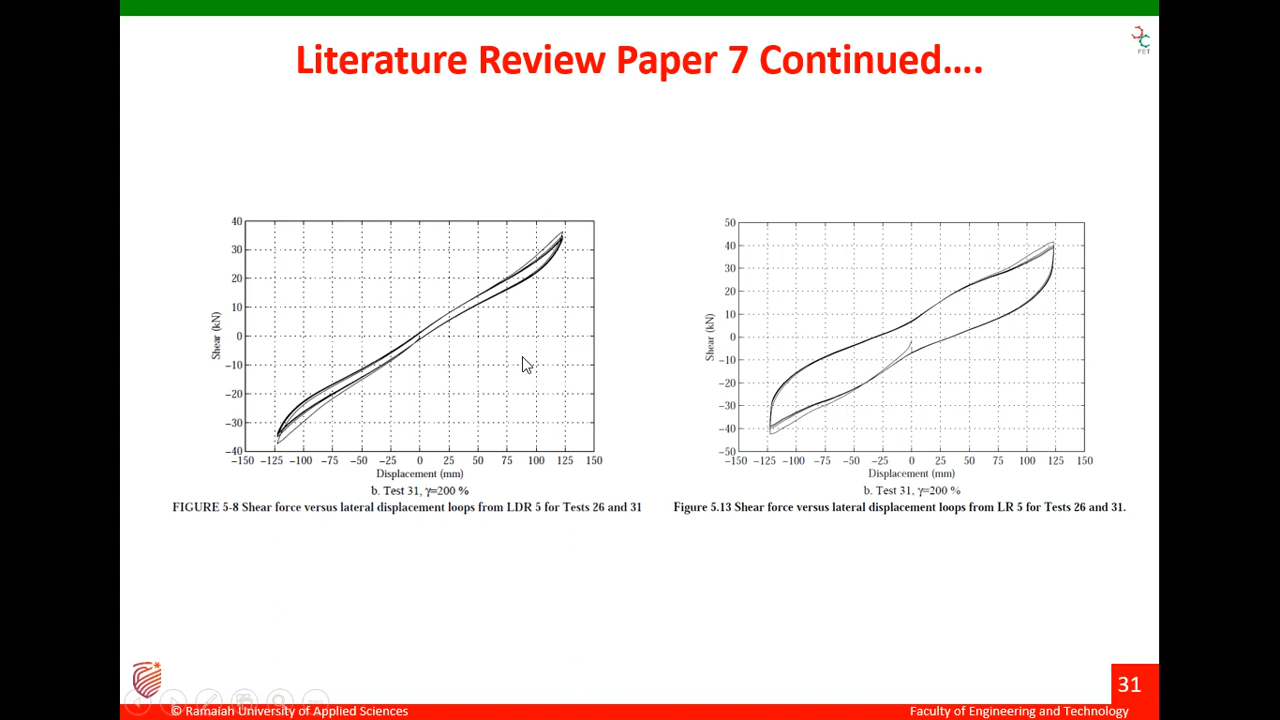 Literature Review Paper 7 Continued….
FET
40
30
20
10
0
−10
−20
−30
−40
Shear (kN)
−150 −125 −100 −75 −50 −25 0 25 50 75 100 125 150
Displacement (mm)
b. Test 31, γ=200 %
FIGURE 5-8 Shear force versus lateral displacement loops from LDR 5 for Tests 26 and 31
50
40
30
20
10
0
−10
−20
−30
−40
−50
Shear (kN)
−150 −125 −100 −75 −50 −25 0 25 50 75 100 125 150
Displacement (mm)
b. Test 31, γ=200 %
Figure 5.13 Shear force versus lateral displacement loops from LR 5 for Tests 26 and 31.
31
© Ramaiah University of Applied Sciences
Faculty of Engineering and Technology